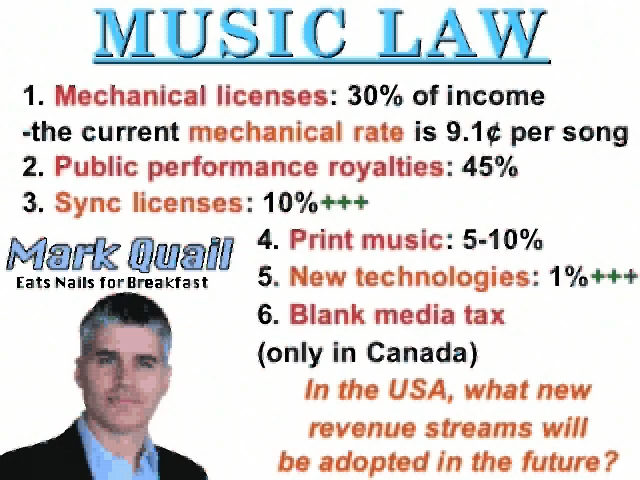 MUSIC LAW
1. Mechanical licenses: 30% of income
-the current mechanical rate is 9.1¢ per song
2. Public performance royalties: 45%
3. Sync licenses: 10%+++
Mark Quail
Eats Nails for Breakfast
4. Print music: 5-10%
5. New technologies: 1%+++
6. Blank media tax
(only in Canada)
In the USA, what new
revenue streams will
be adopted in the future?